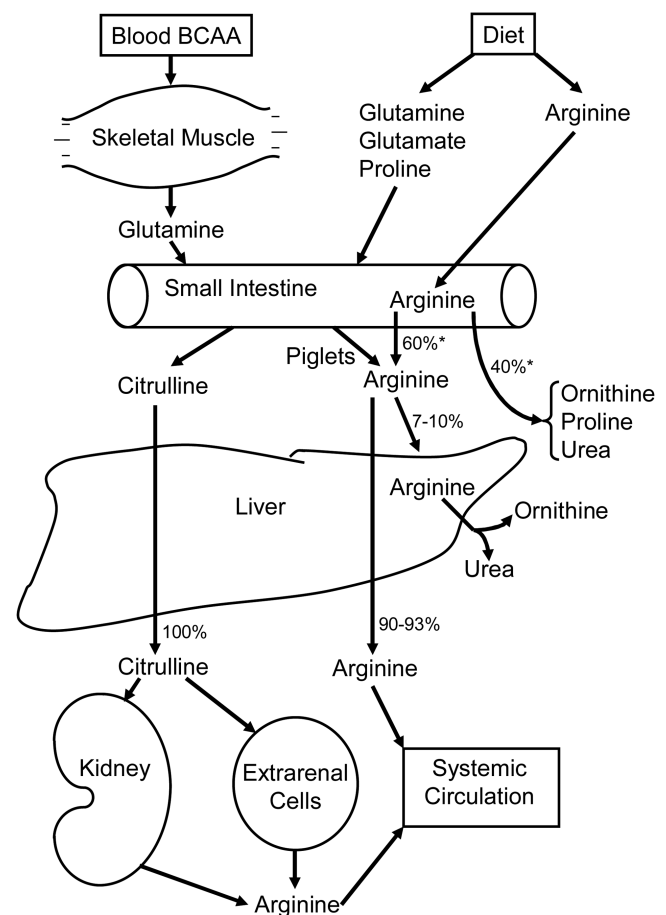 Blood BCAA
Diet
Skeletal Muscle
Glutamine
Glutamate
Proline
Arginine
Glutamine
Small Intestine
Arginine
60%*
40%*
Piglets
Citrulline
Arginine
Ornithine
Proline
Urea
7-10%
Liver
Arginine
Ornithine
Urea
100%
90-93%
Citrulline
Arginine
Kidney
Extrarenal
Cells
Systemic
Circulation
Arginine